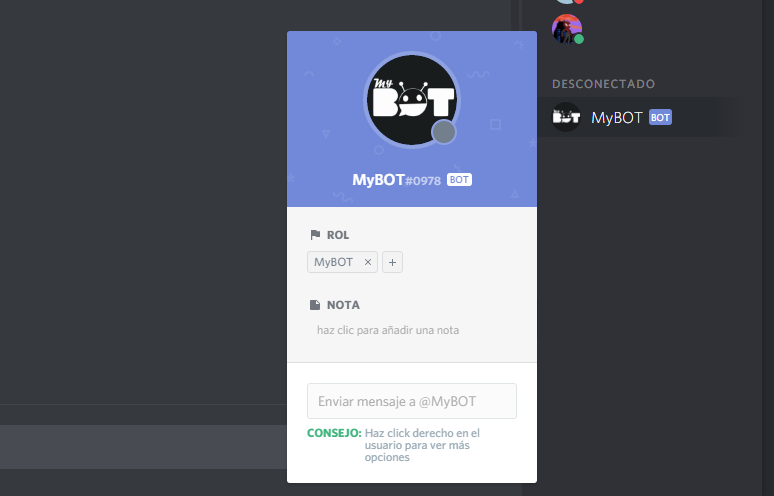 DESCONECTADO
BOT MyBOT BOT
My
BOT
MyBOT#0978 BOT
ROL
MyBOT × +
NOTA
haz clic para añadir una nota
Enviar mensaje a @MyBOT
CONSEJO: Haz click derecho en el
usuario para ver más
opciones